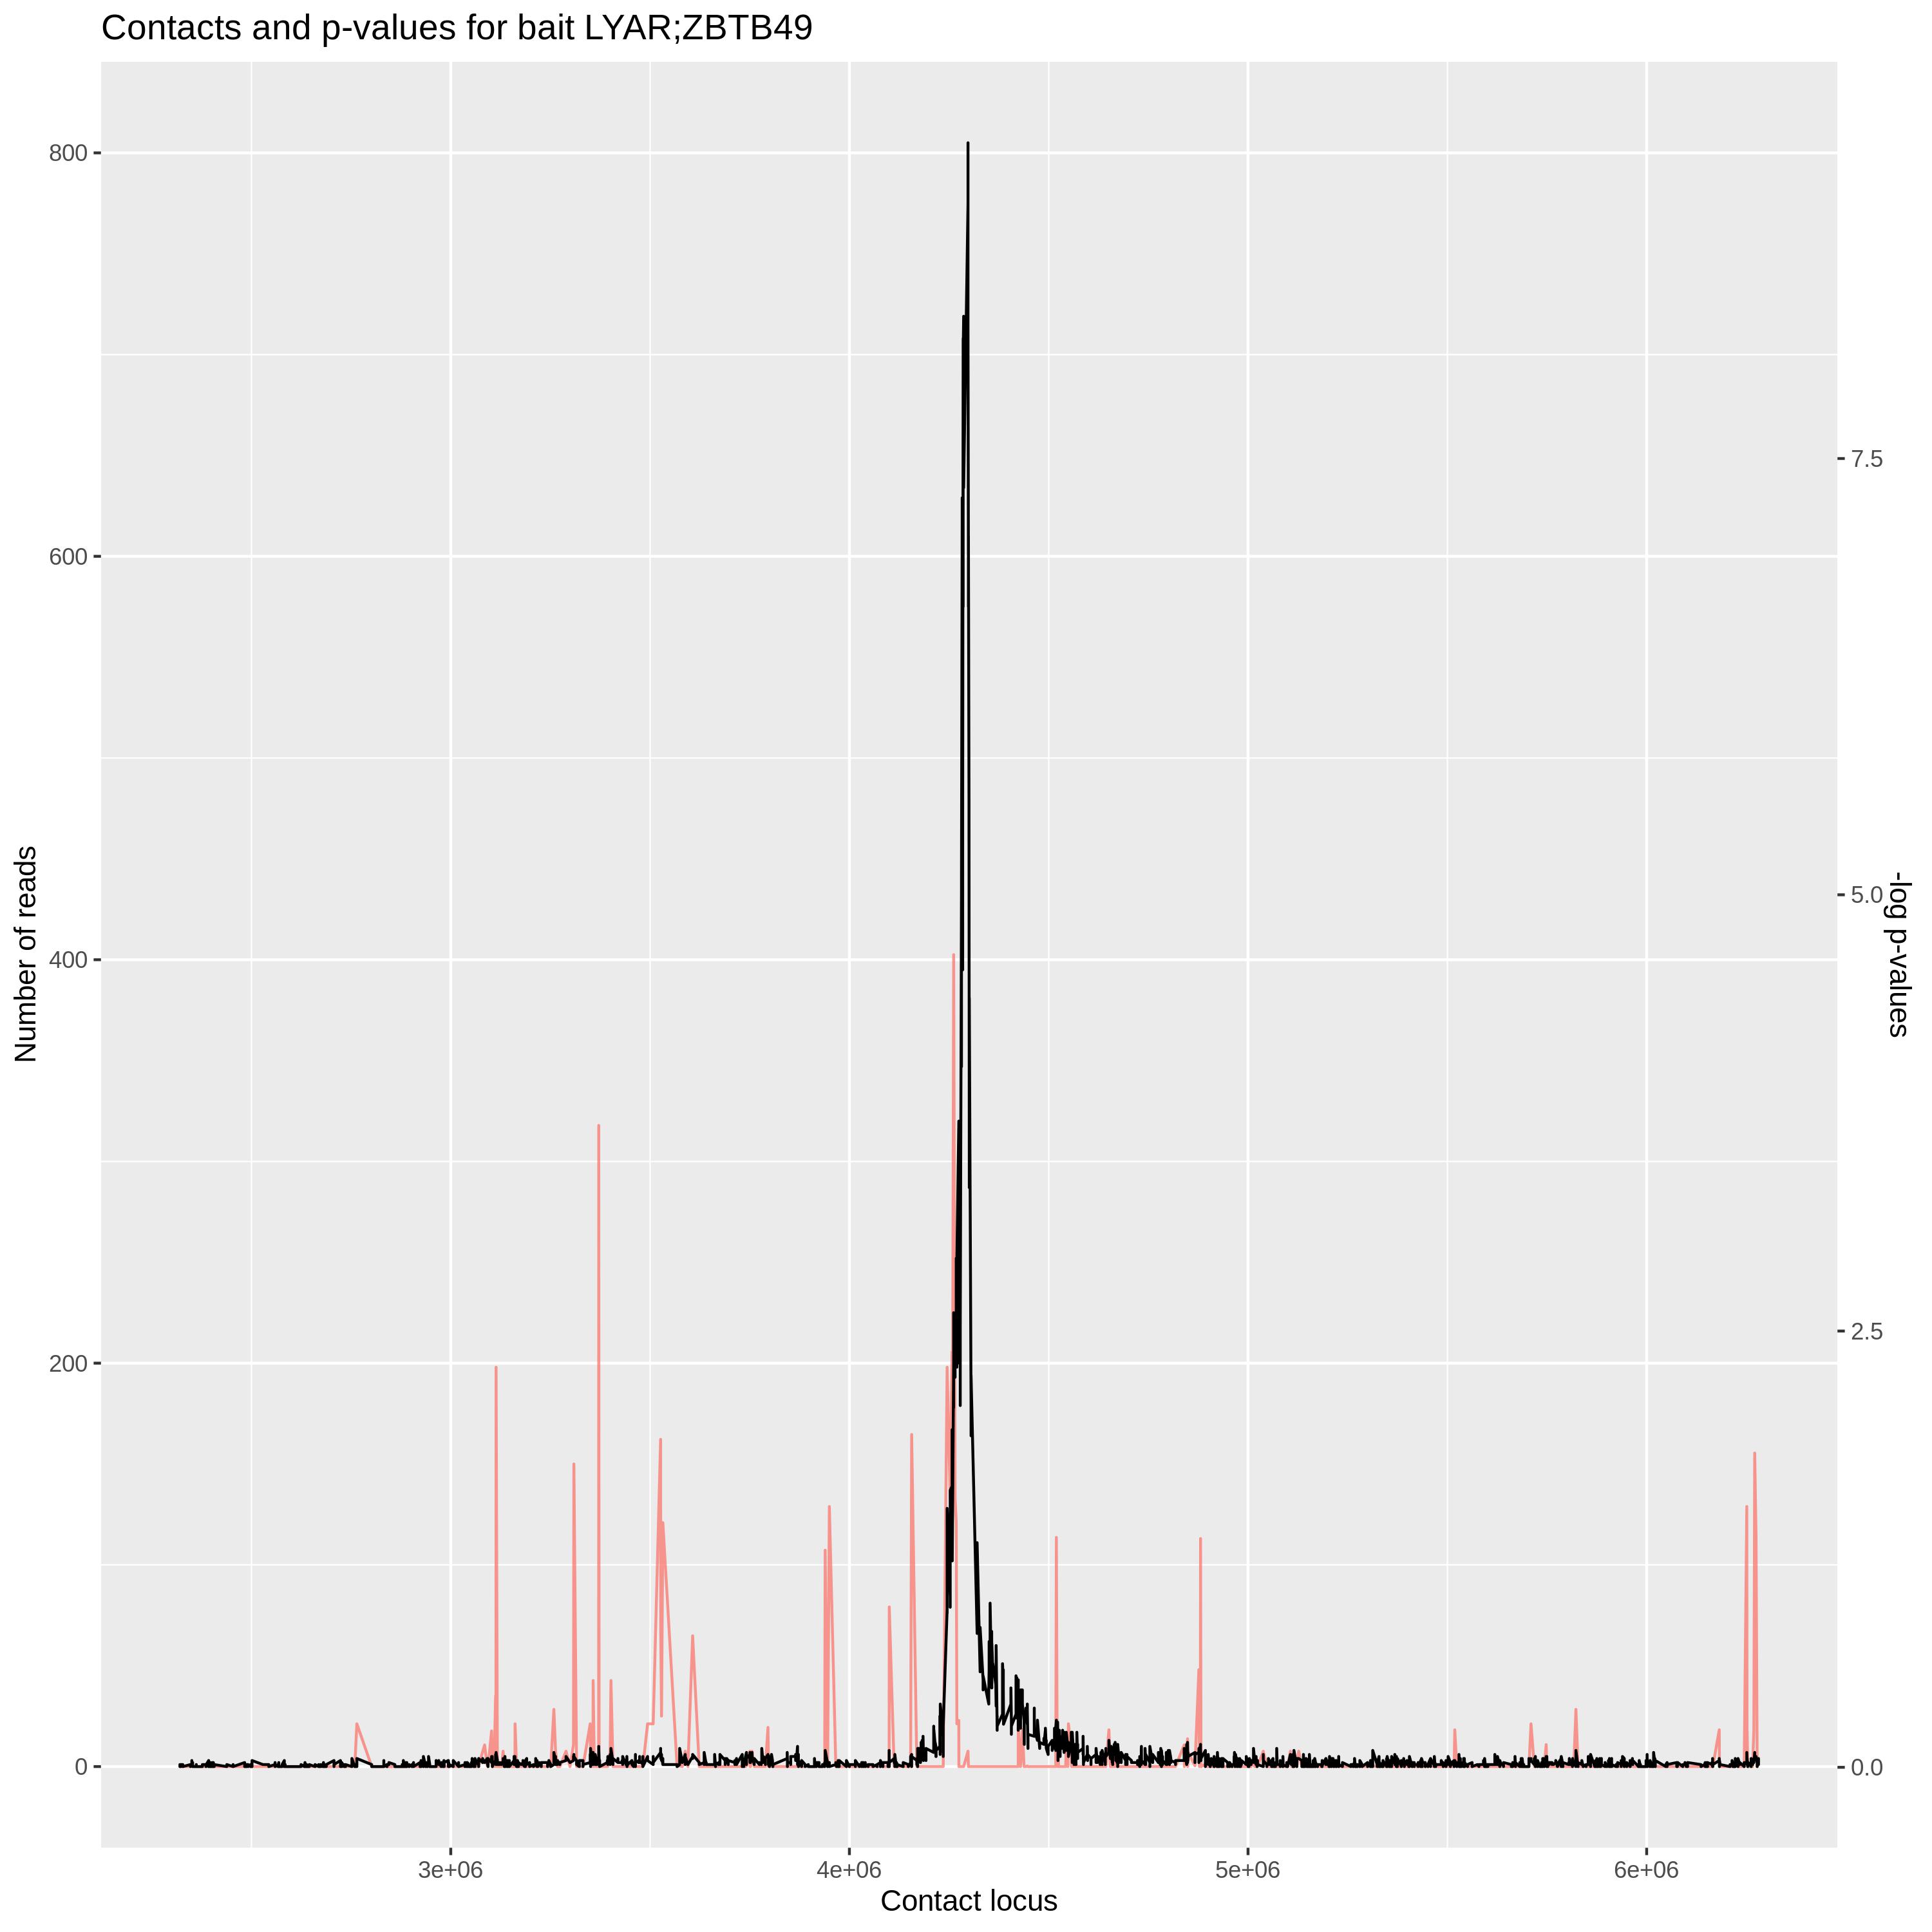 Contacts and p-values for bait LYAR;ZBTB49
800
600
400
200
0
Number of reads
7.5
5.0
2.5
0.0
-log p-values
3e+06
4e+06
5e+06
6e+06
Contact locus